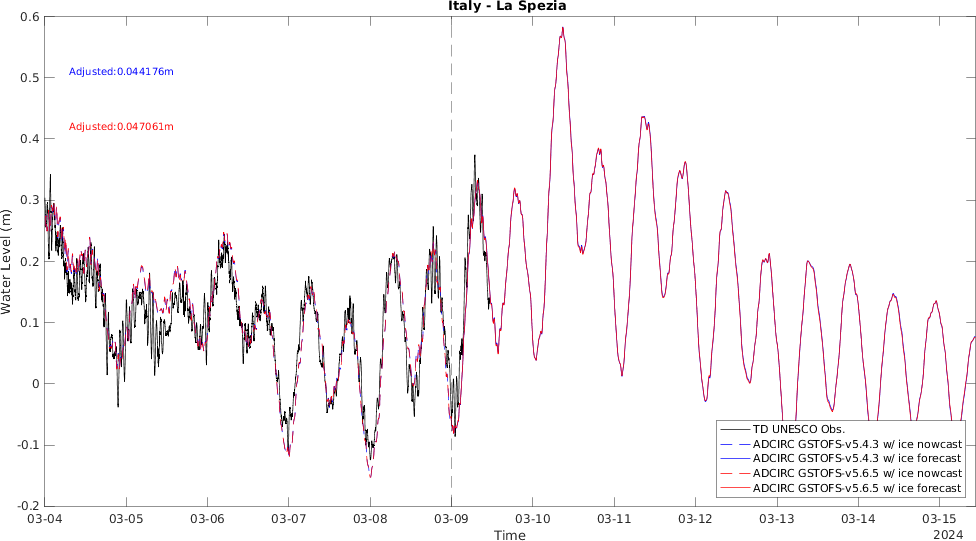 Italy - La Spezia
0.6
0.5
0.4
0.3
0.2
0.1
0
-0.1
-0.2
Water Level (m)
Adjusted:0.044176m
Adjusted:0.047061m
TD UNESCO Obs.
ADCIRC GSTOFS-v5.4.3 w/ ice nowcast
ADCIRC GSTOFS-v5.4.3 w/ ice forecast
ADCIRC GSTOFS-v5.6.5 w/ ice nowcast
ADCIRC GSTOFS-v5.6.5 w/ ice forecast
03-04 03-05 03-06 03-07 03-08 03-09 03-10 03-11 03-12 03-13 03-14 03-15
Time
2024